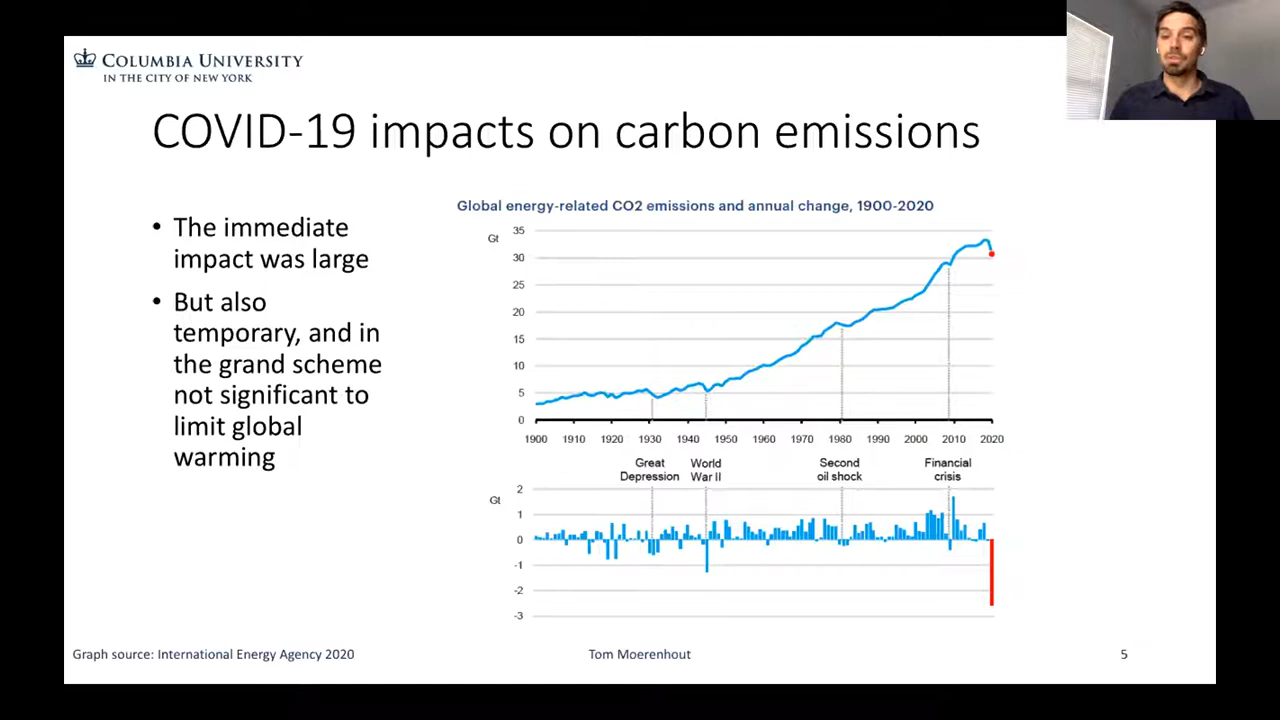 COLUMBIA UNIVERSITY
IN THE CITY OF NEW YORK
COVID-19 impacts on carbon emissions
• The immediate
impact was large
• But also
temporary, and in
the grand scheme
not significant to
limit global
warming
Global energy-related CO2 emissions and annual change, 1900-2020
Gt
35
30
25
20
15
10
5
0
1900 1910 1920 1930 1940 1950 1960 1970 1980 1990 2000 2010 2020
Great Depression
World War II
Second oil shock
Financial crisis
Gt
2
1
0
-1
-2
-3
Graph source: International Energy Agency 2020
Tom Moerenhout
5